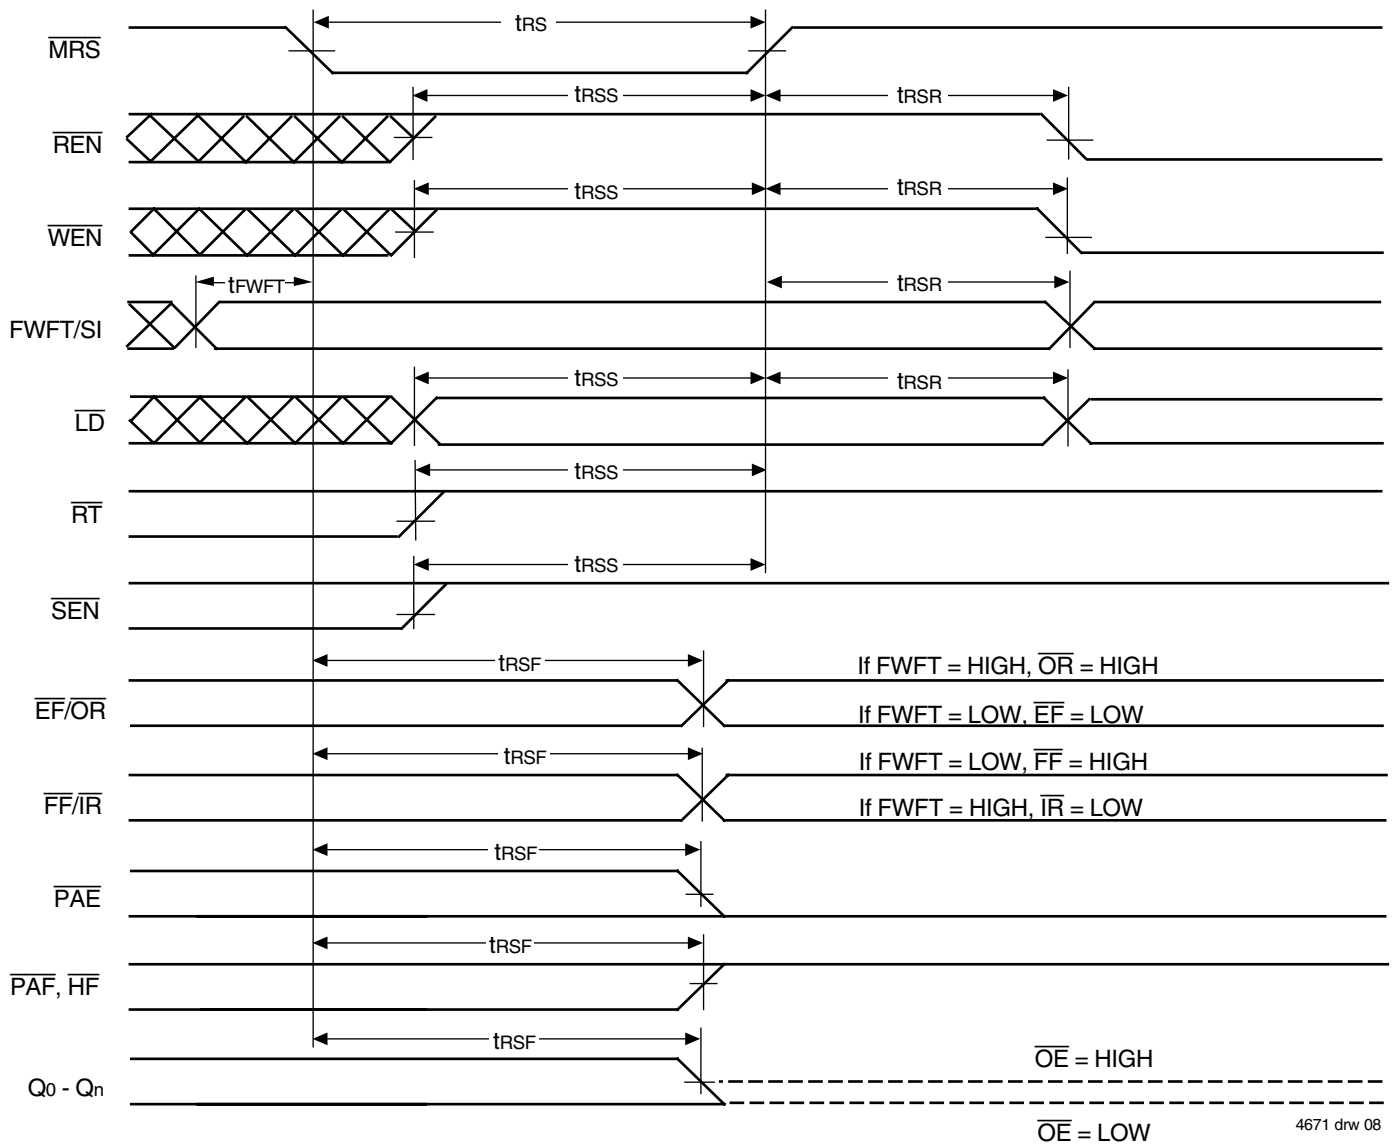 tRS
MRS
tRSS tRSR
REN
tRSS tRSR
WEN
tFWFT tRSR
FWFT/SI
tRSS tRSR
LD
tRSS
RT
tRSS
SEN
tRSF If FWFT = HIGH, OR = HIGH
EF/OR
If FWFT = LOW, EF = LOW
tRSF If FWFT = LOW, FF = HIGH
FF/IR
If FWFT = HIGH, IR = LOW
tRSF
PAE
tRSF
PAF, HF
tRSF
OE = HIGH
Q0 - Qn
OE = LOW
4671 drw 08